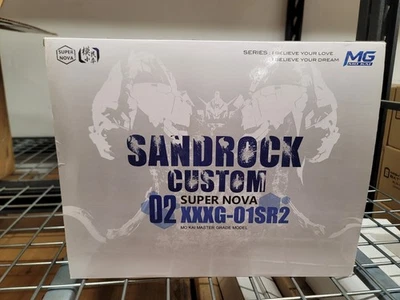 SUPER
NOVA
SERIES : I BELIEVE YOUR LOVE
I BELIEVE YOUR DREAM
MG
SANDROCK
CUSTOM
SUPER NOVA
02 XXXG-01SR2
MO KAI MASTER GRADE MODEL